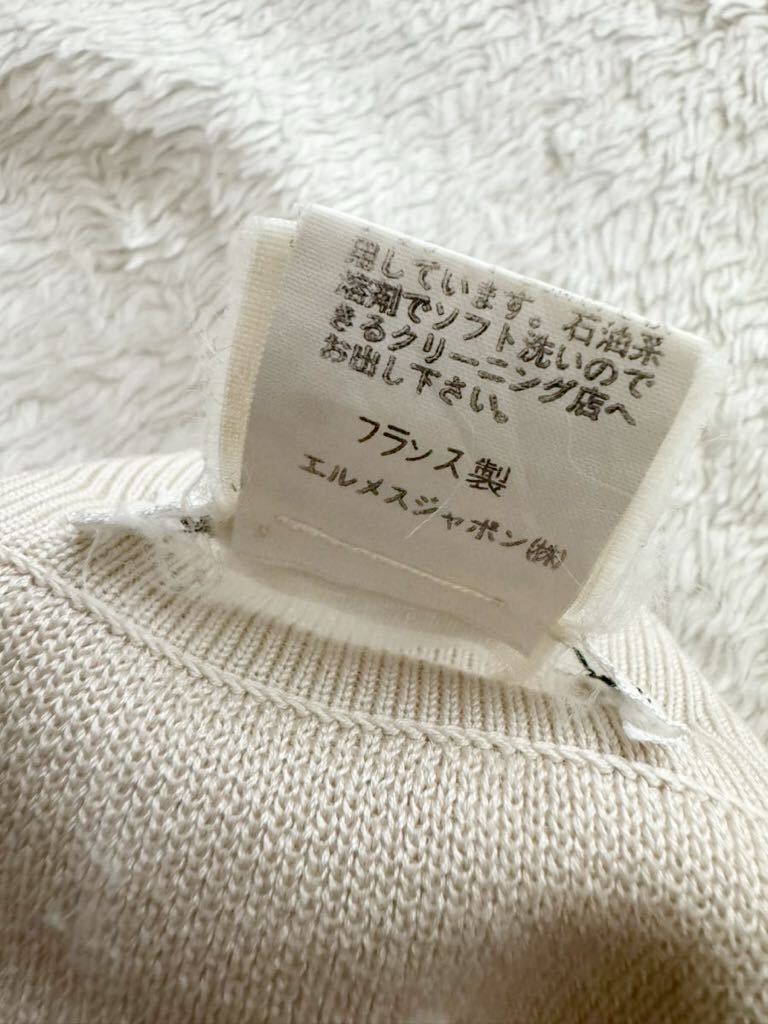 用しています。石油系
溶剤でソフト洗いので
きるクリーニング店へ
お出し下さい。
フランス製
エルメスジャポン㈱